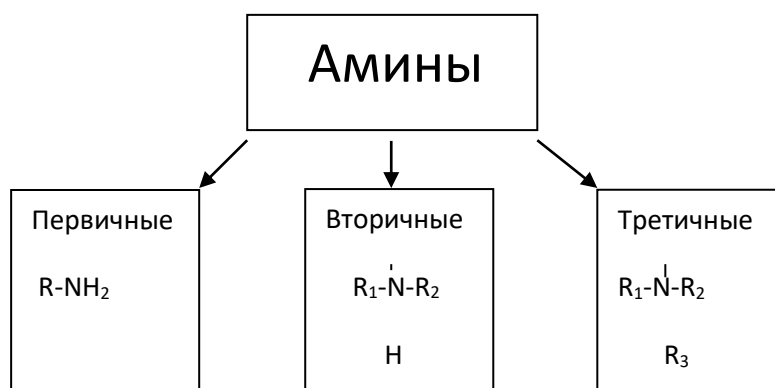 Амины
Первичные
R-NH₂
Вторичные
R₁-N-R₂
H
Третичные
R₁-N-R₂
R₃